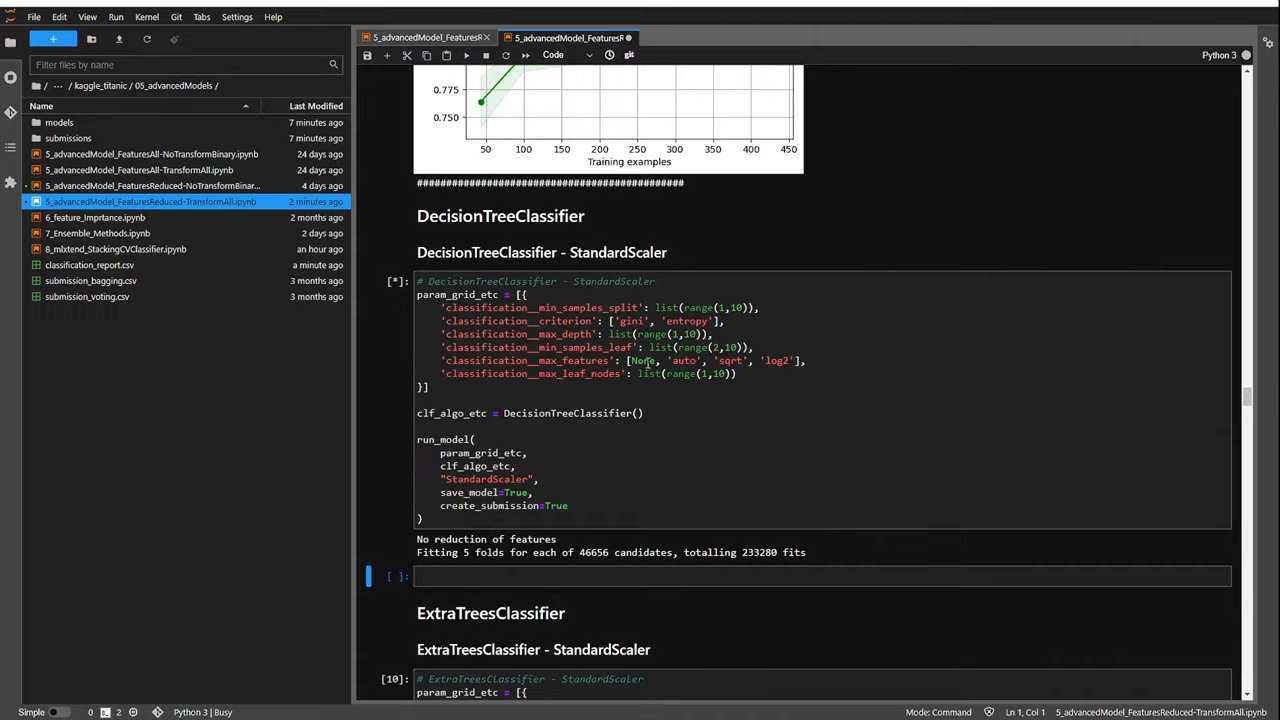 File Edit View Run Kernel Git Tabs Settings Help
5_advancedModel_FeaturesR
5_advancedModel_FeaturesR
Filter files by name
Code
git
Python 3
/ ··· / kaggle_titanic / 05_advancedModels /
Name Last Modified
models 7 minutes ago
submissions 7 minutes ago
5_advancedModel_FeaturesAll-NoTransformBinary.ipynb 24 days ago
5_advancedModel_FeaturesAll-TransformAll.ipynb 24 days ago
5_advancedModel_FeaturesReduced-NoTransformBinar... 4 days ago
5_advancedModel_FeaturesReduced-TransformAll.ipynb 2 minutes ago
6_feature_Imprtance.ipynb 2 months ago
7_Ensemble_Methods.ipynb 2 days ago
8_mlxtend_StackingCVClassifier.ipynb an hour ago
classification_report.csv a minute ago
submission_bagging.csv 3 months ago
submission_voting.csv 3 months ago
0.775
0.750
50 100 150 200 250 300 350 400 450
Training examples
##############################################
DecisionTreeClassifier
DecisionTreeClassifier - StandardScaler
[*]:
# DecisionTreeClassifier - StandardScaler
param_grid_etc = [{
'classification__min_samples_split': list(range(1,10)),
'classification__criterion': ['gini', 'entropy'],
'classification__max_depth': list(range(1,10)),
'classification__min_samples_leaf': list(range(2,10)),
'classification__max_features': [None, 'auto', 'sqrt', 'log2'],
'classification__max_leaf_nodes': list(range(1,10))
}]
clf_algo_etc = DecisionTreeClassifier()
run_model(
param_grid_etc,
clf_algo_etc,
"StandardScaler",
save_model=True,
create_submission=True
)
No reduction of features
Fitting 5 folds for each of 46656 candidates, totalling 233280 fits
[ ]:
ExtraTreesClassifier
ExtraTreesClassifier - StandardScaler
[10]:
# ExtraTreesClassifier - StandardScaler
param_grid_etc = [{
Simple 0 2 Python 3 | Busy Mode: Command Ln 1, Col 1 5_advancedModel_FeaturesReduced-TransformAll.ipynb